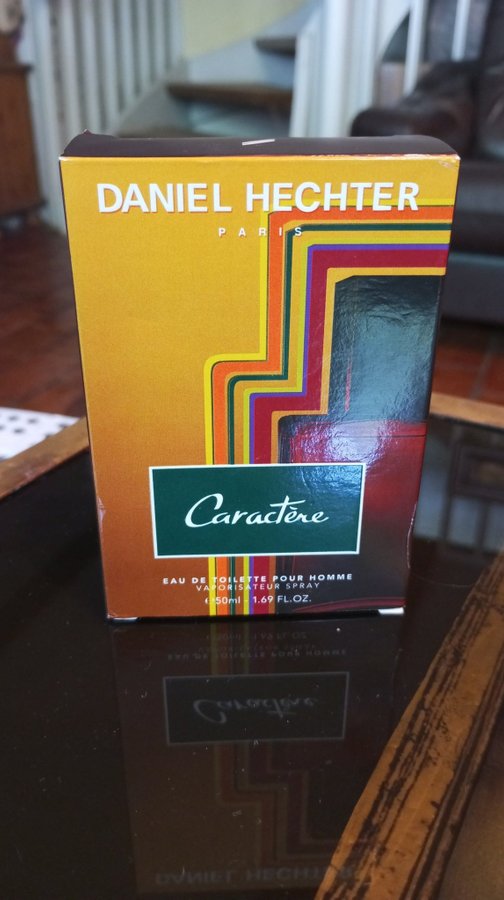 DANIEL HECHTER
PARIS
Caractère
EAU DE TOILETTE POUR HOMME
VAPORISATEUR SPRAY
℮50ml - 1.69 FL.OZ.